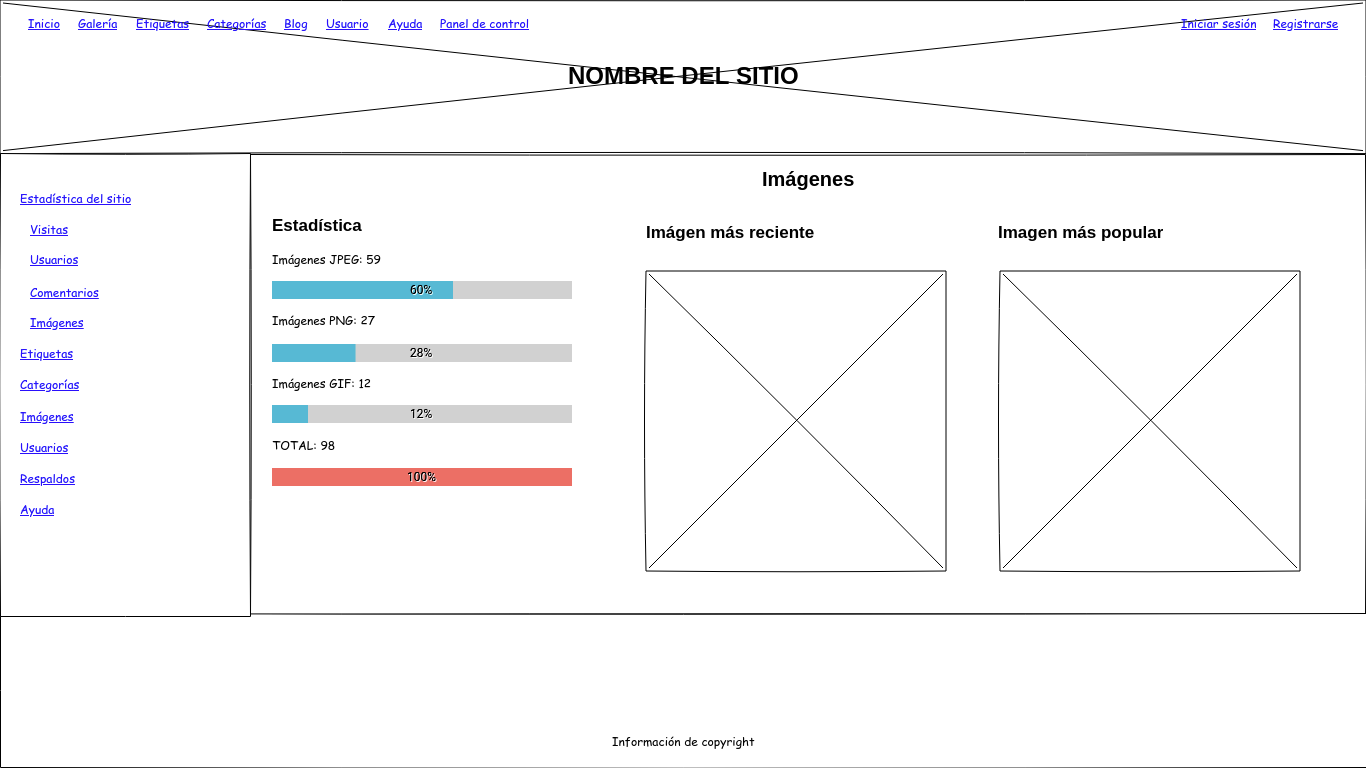 Inicio Galería Etiquetas Categorías Blog Usuario Ayuda Panel de control Iniciar sesión Registrarse
NOMBRE DEL SITIO
Estadística del sitio
Visitas
Usuarios
Comentarios
Imágenes
Etiquetas
Categorías
Imágenes
Usuarios
Respaldos
Ayuda
Imágenes
Estadística
Imágenes JPEG: 59
60%
Imágenes PNG: 27
28%
Imágenes GIF: 12
12%
TOTAL: 98
100%
Imágen más reciente
Imagen más popular
Información de copyright